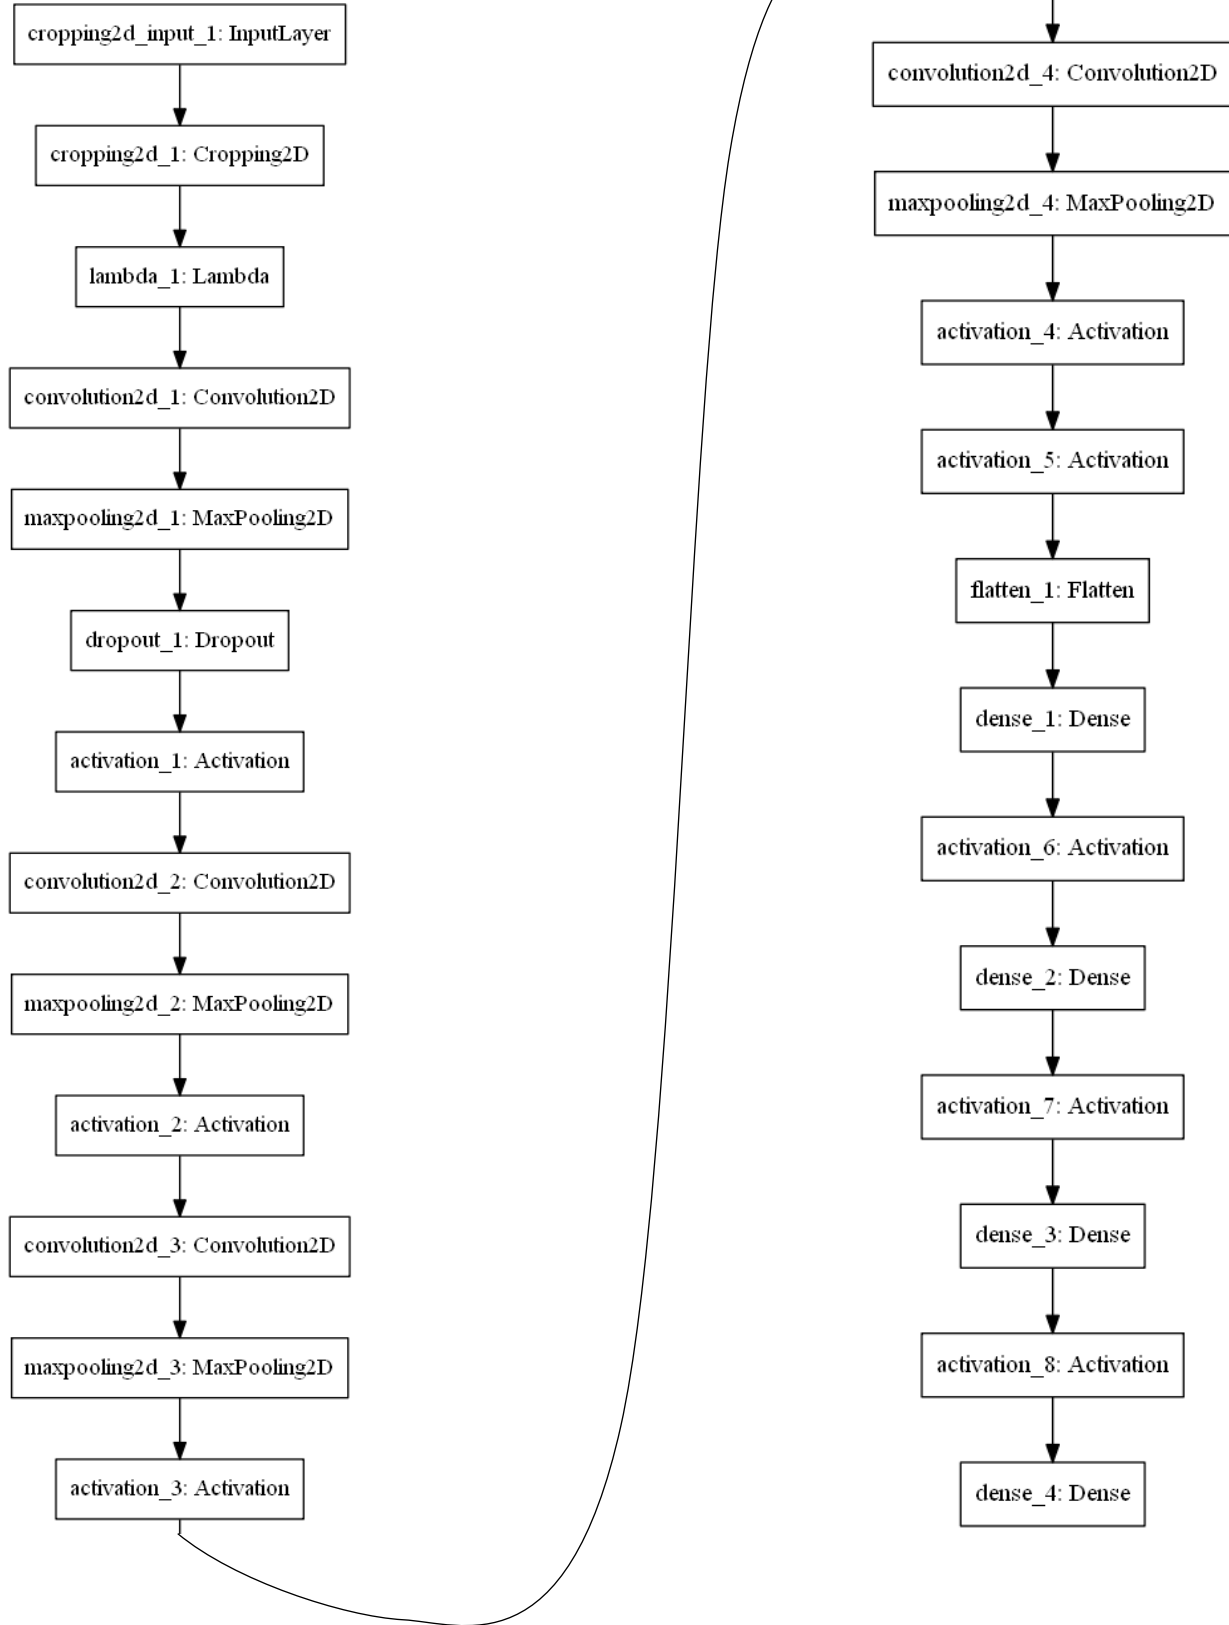 cropping2d_input_1: InputLayer
cropping2d_1: Cropping2D
lambda_1: Lambda
convolution2d_1: Convolution2D
maxpooling2d_1: MaxPooling2D
dropout_1: Dropout
activation_1: Activation
convolution2d_2: Convolution2D
maxpooling2d_2: MaxPooling2D
activation_2: Activation
convolution2d_3: Convolution2D
maxpooling2d_3: MaxPooling2D
activation_3: Activation
convolution2d_4: Convolution2D
maxpooling2d_4: MaxPooling2D
activation_4: Activation
activation_5: Activation
flatten_1: Flatten
dense_1: Dense
activation_6: Activation
dense_2: Dense
activation_7: Activation
dense_3: Dense
activation_8: Activation
dense_4: Dense